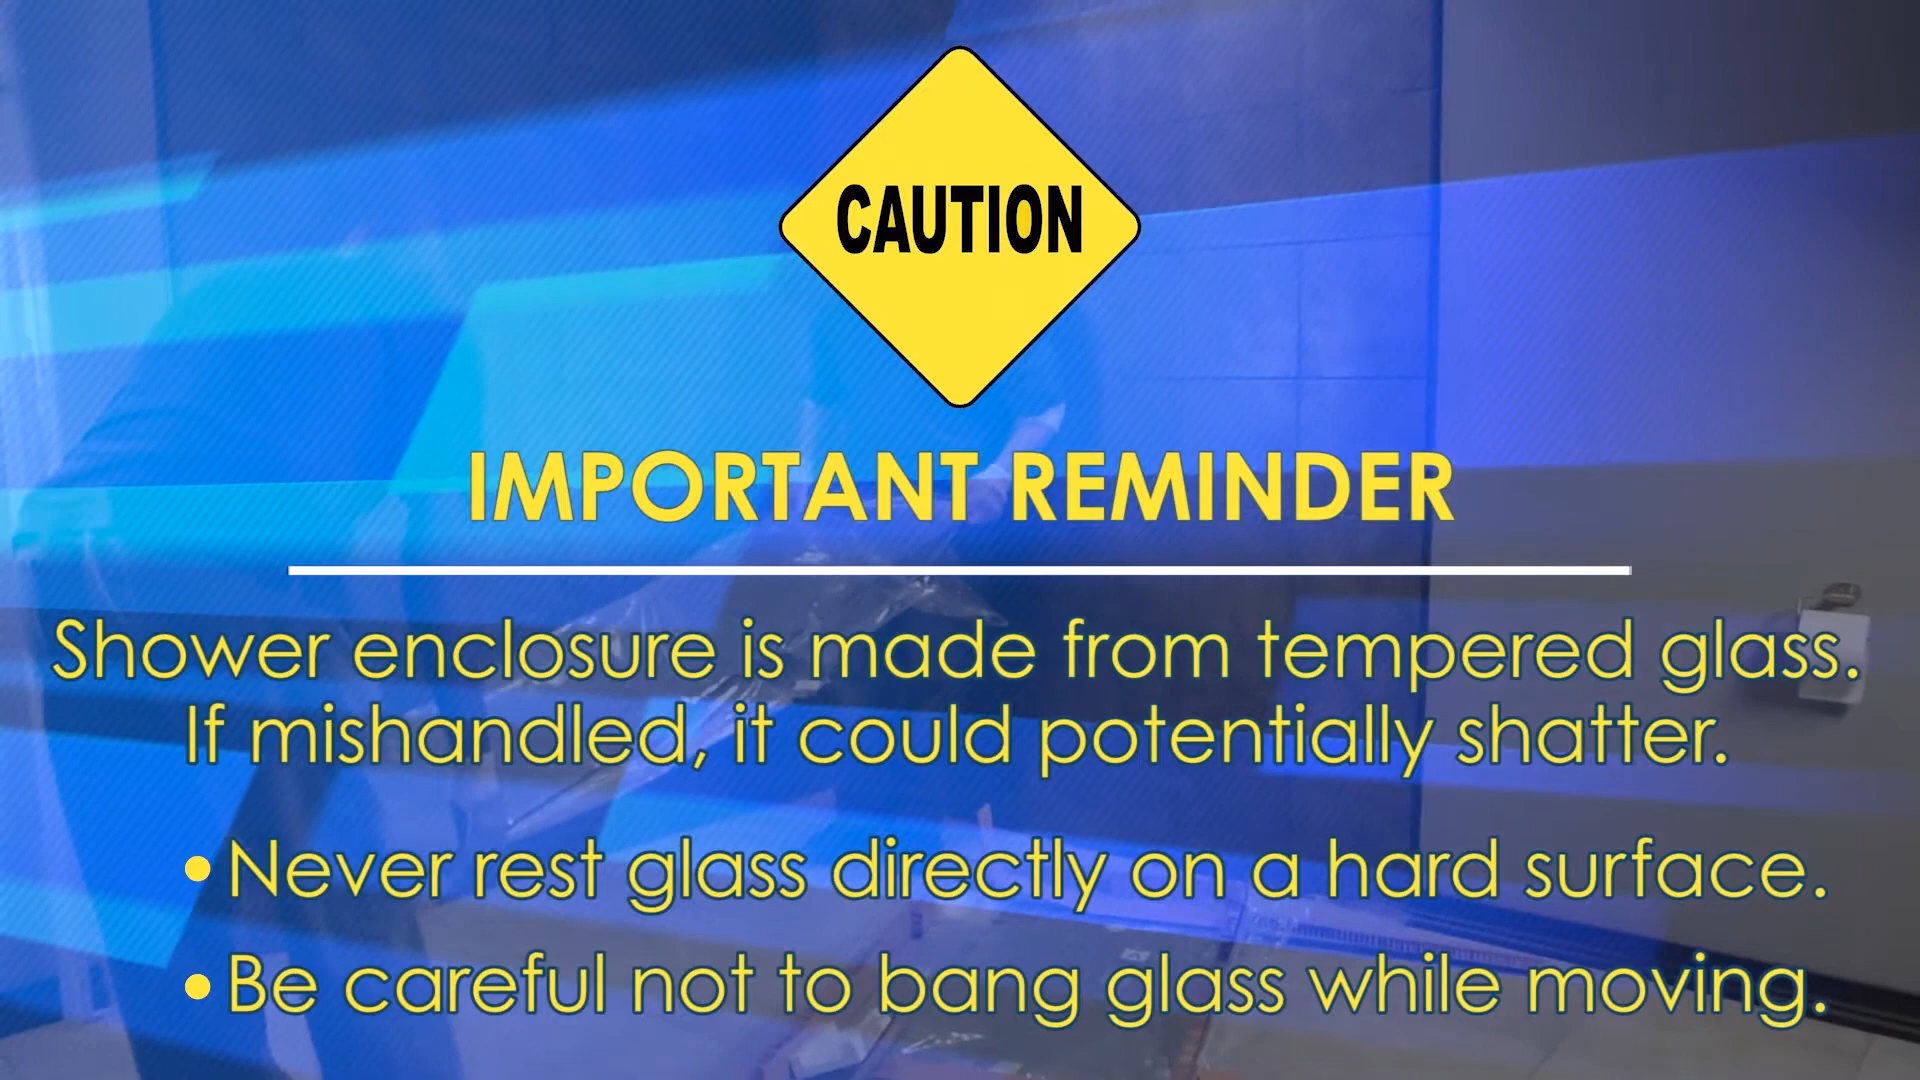 CAUTION
IMPORTANT REMINDER
Shower enclosure is made from tempered glass.
If mishandled, it could potentially shatter.
• Never rest glass directly on a hard surface.
• Be careful not to bang glass while moving.